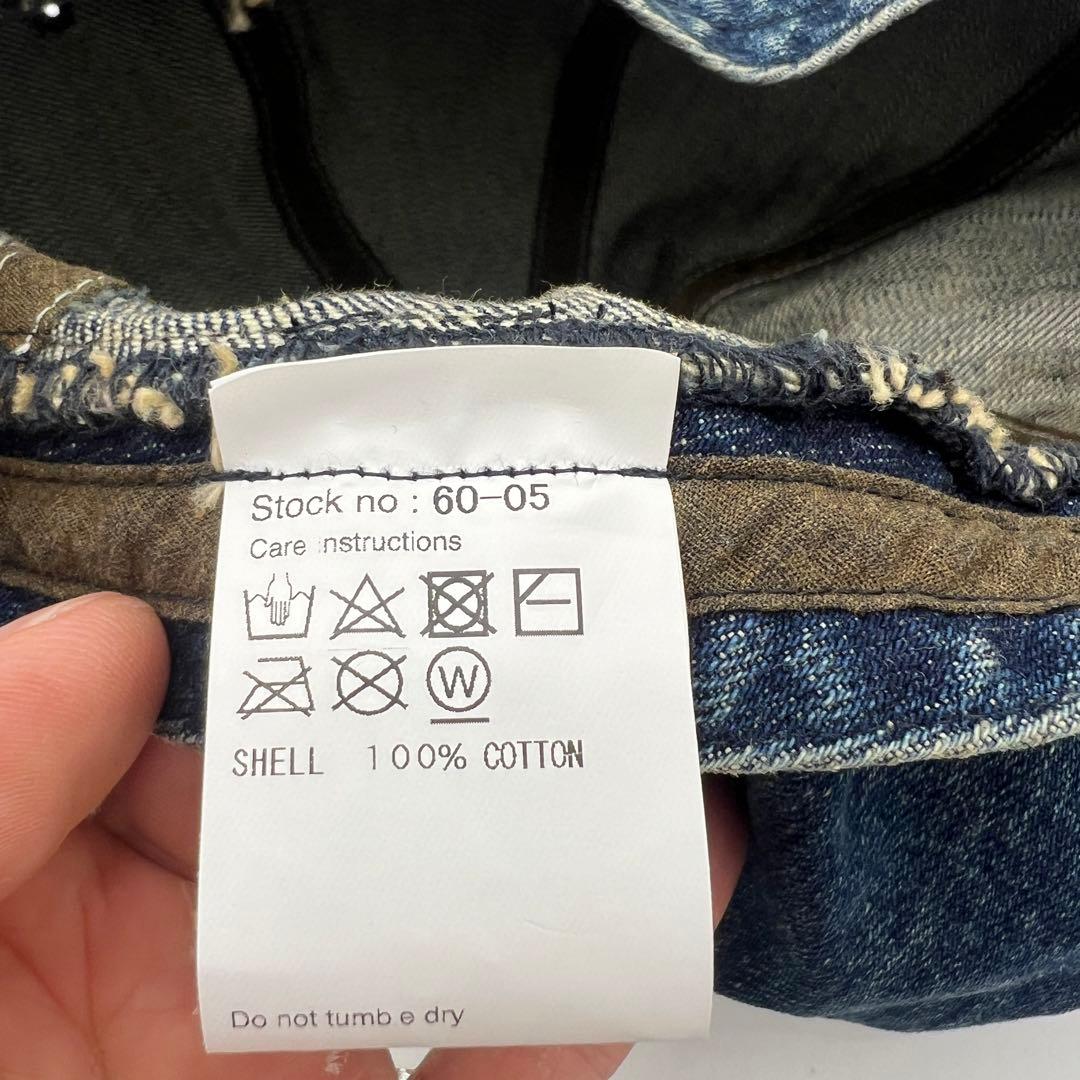 Stock no : 60-05
Care instructions
W
SHELL 100% COTTON
Do not tumb e dry